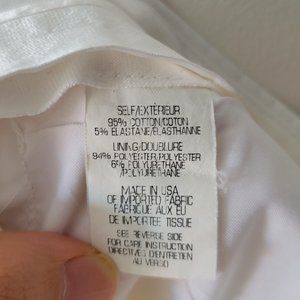 SELF/EXTÉRIEUR
95% COTTON/COTON
5% ELASTANE/ELASTHANNE
LINING/DOUBLURE
94% POLYESTER/POLYESTER
6% POLYURETHANE
/POLYURETHANE
MADE IN USA
OF IMPORTED FABRIC
FABRIQUE AUX EU
DE IMPORTEE TISSUE
SEE REVERSE SIDE
FOR CARE INSTRUCTION
DIRECTIVES D'ENTRETIEN
AU VERSO